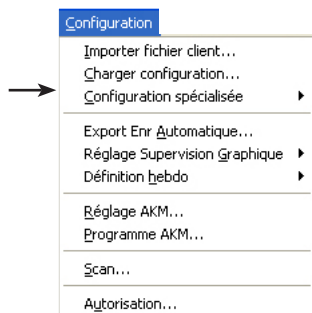 Configuration
Importer fichier client...
Charger configuration...
Configuration spécialisée
Export Enr Automatique...
Réglage Supervision Graphique
Définition hebdo
Réglage AKM...
Programme AKM...
Scan...
Autorisation...